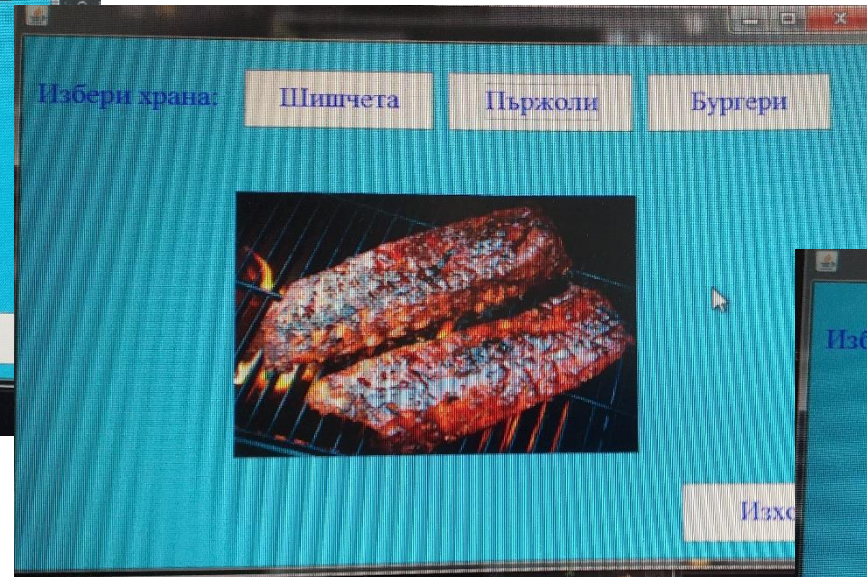 Избери храна:
Шишчета
Пържоли
Бургери